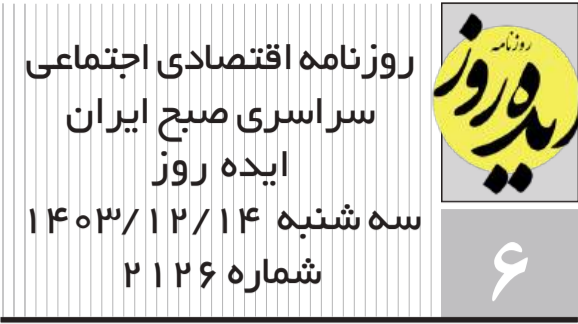 روزنامه اقتصادی اجتماعی
سراسری صبح ایران
ایده روز
سه شنبه ۱۴۰۳/۱۲/۱۴
شماره ۲۱۲۶
روزنامه
ایده روز
۶